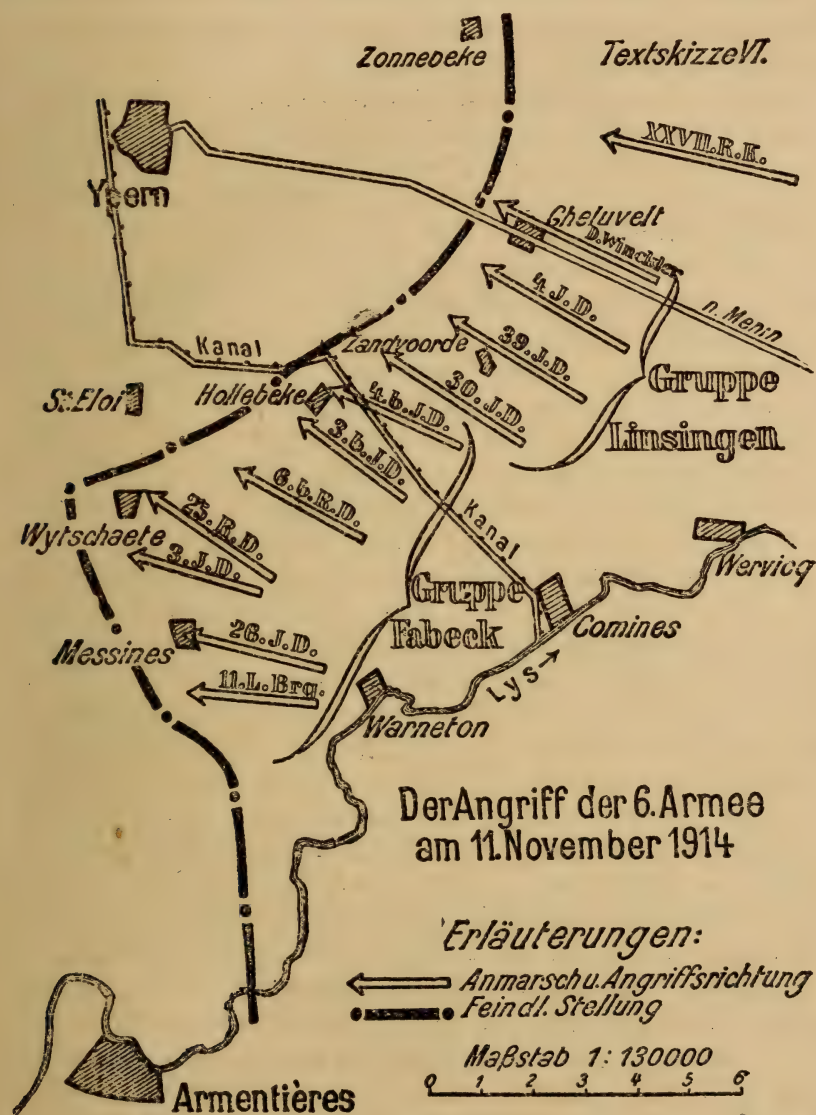 Zonnebeke
Textskizze VI.
XXVII.R.K.
Ypern
Gheluvelt
D.Winckler
4.J.D.
n. Menin
Kanal
Zandvoorde
39.J.D.
30.J.D.
Gruppe
Linsingen
St.Eloi
Hollebeke
4.b.J.D.
3.b.J.D.
6.b.R.D.
Wytschaete
25.R.D.
3.J.D.
Kanal
Wervicq
Gruppe
Fabeck
Comines
Messines
26.J.D.
11.L.Brg.
Lys→
Warneton
Der Angriff der 6.Armee
am 11.November 1914
Erläuterungen:
Anmarsch u. Angriffsrichtung
Feindl. Stellung
Maßstab 1:130000
0 1 2 3 4 5 6
Armentières